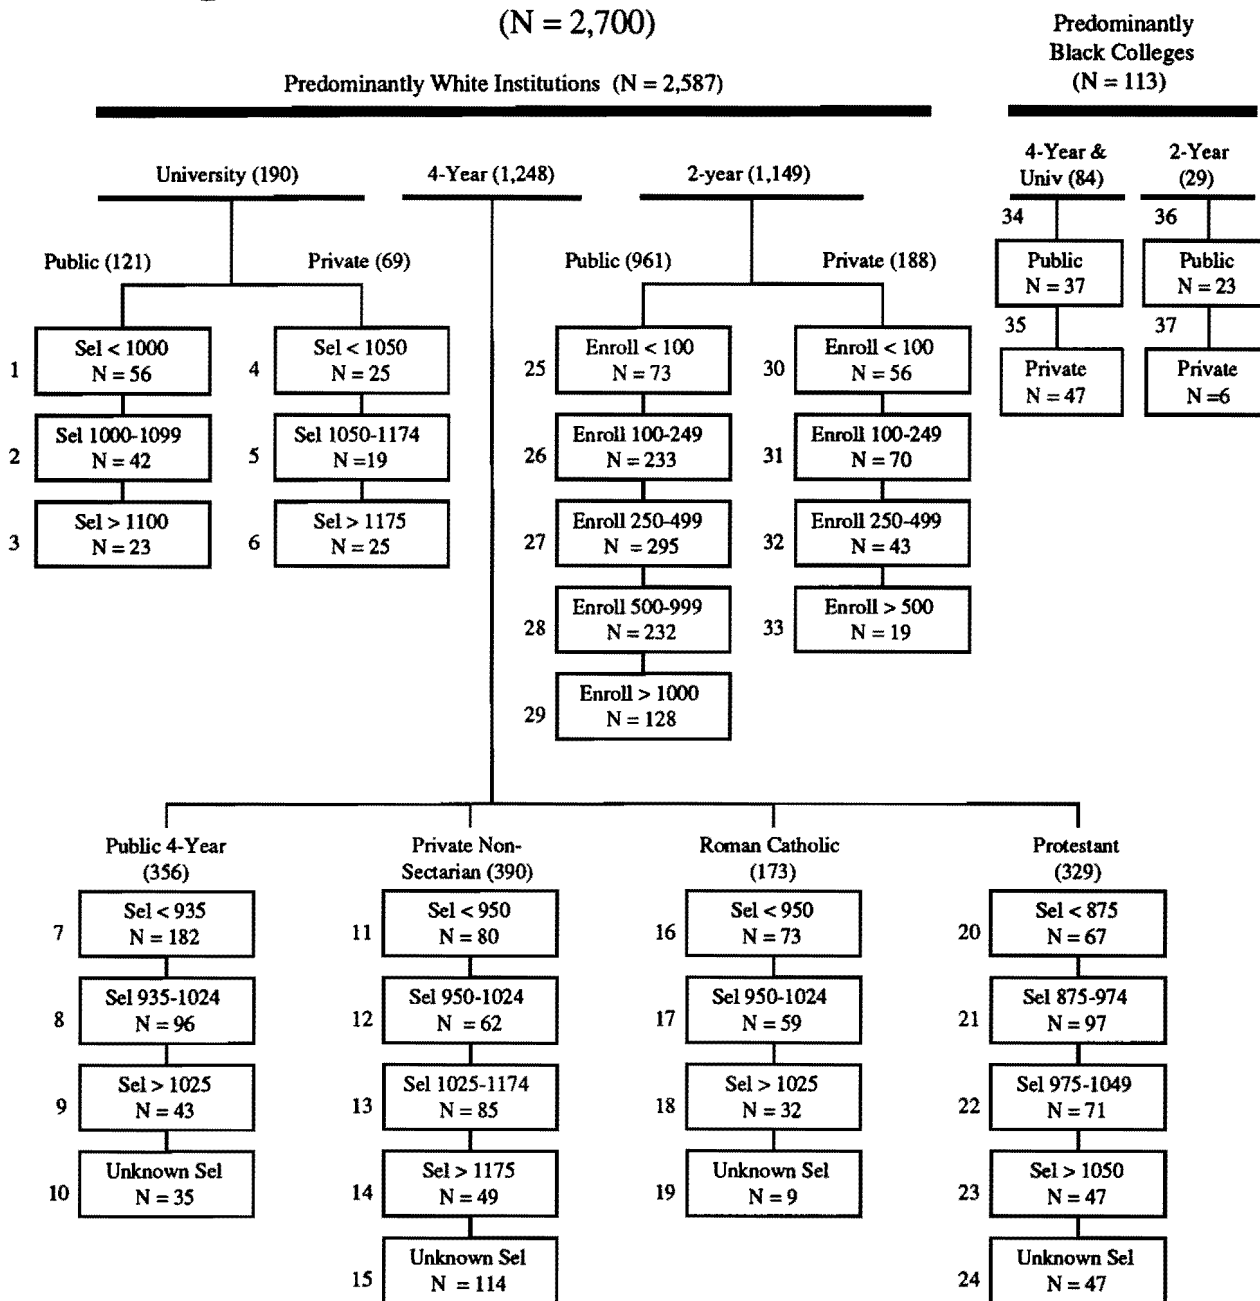 (N = 2,700)
Predominantly
Black Colleges
(N = 113)
Predominantly White Institutions (N = 2,587)
University (190)
4-Year (1,248)
2-year (1,149)
4-Year &
Univ (84)
2-Year
(29)
Public (121)
Private (69)
Public (961)
Private (188)
34
Public
N = 37
35
Private
N = 47
36
Public
N = 23
37
Private
N =6
1
Sel < 1000
N = 56
2
Sel 1000-1099
N = 42
3
Sel > 1100
N = 23
4
Sel < 1050
N = 25
5
Sel 1050-1174
N =19
6
Sel > 1175
N = 25
25
Enroll < 100
N = 73
26
Enroll 100-249
N = 233
27
Enroll 250-499
N = 295
28
Enroll 500-999
N = 232
29
Enroll > 1000
N = 128
30
Enroll < 100
N = 56
31
Enroll 100-249
N = 70
32
Enroll 250-499
N = 43
33
Enroll > 500
N = 19
Public 4-Year
(356)
7
Sel < 935
N = 182
8
Sel 935-1024
N = 96
9
Sel > 1025
N = 43
10
Unknown Sel
N = 35
Private Non-
Sectarian (390)
11
Sel < 950
N = 80
12
Sel 950-1024
N = 62
13
Sel 1025-1174
N = 85
14
Sel > 1175
N = 49
15
Unknown Sel
N = 114
Roman Catholic
(173)
16
Sel < 950
N = 73
17
Sel 950-1024
N = 59
18
Sel > 1025
N = 32
19
Unknown Sel
N = 9
Protestant
(329)
20
Sel < 875
N = 67
21
Sel 875-974
N = 97
22
Sel 975-1049
N = 71
23
Sel > 1050
N = 47
24
Unknown Sel
N = 47